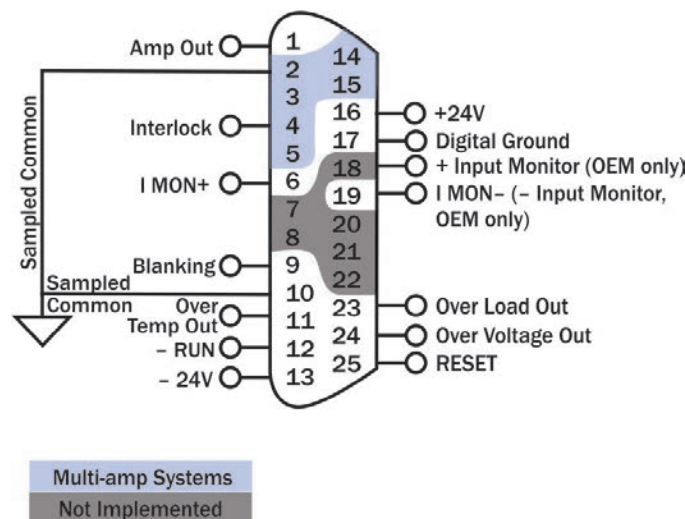 Amp Out
Sampled Common
Interlock
I MON+
Blanking
Sampled
Common
Over
Temp Out
– RUN
– 24V
1
2
3
4
5
6
7
8
9
10
11
12
13
14
15
16
17
18
19
20
21
22
23
24
25
+24V
Digital Ground
+ Input Monitor (OEM only)
I MON– (– Input Monitor,
OEM only)
Over Load Out
Over Voltage Out
RESET
Multi-amp Systems
Not Implemented